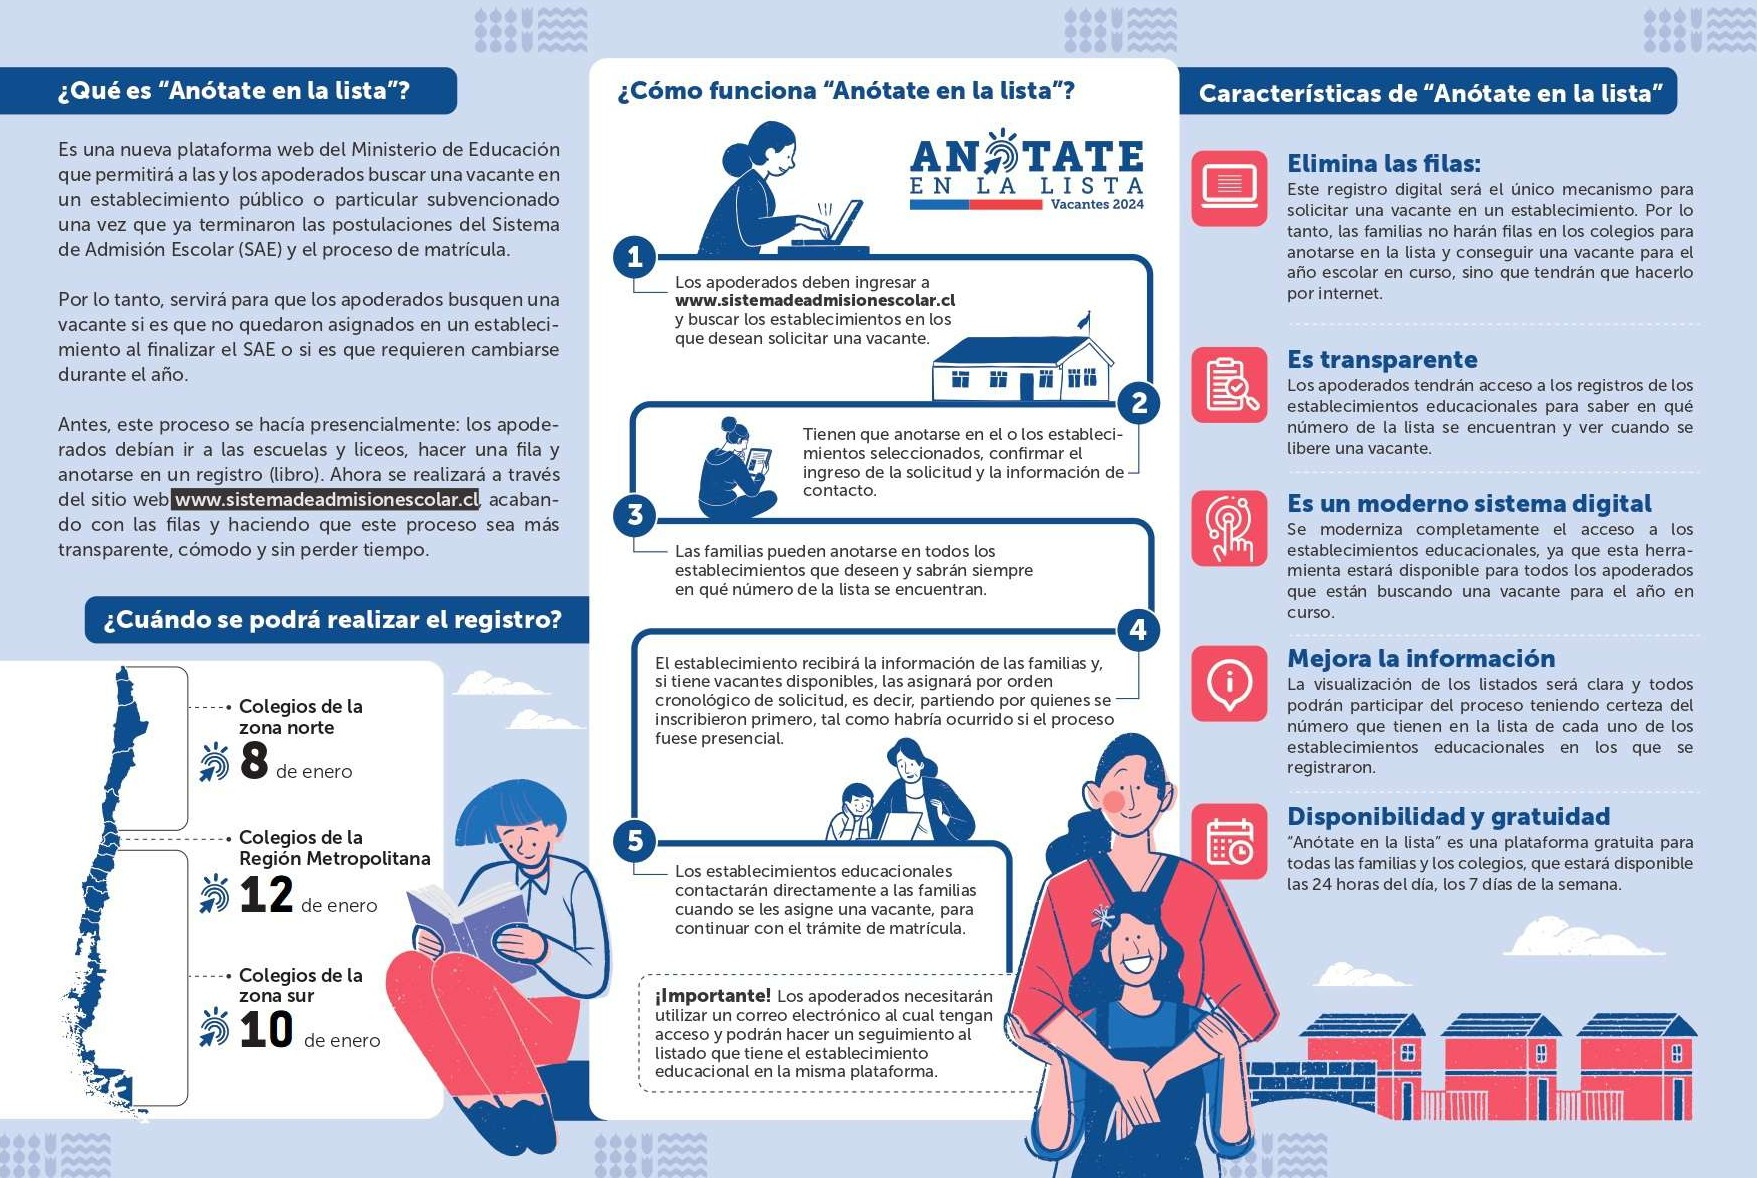 ¿Qué es “Anótate en la lista”?
Es una nueva plataforma web del Ministerio de Educación
que permitirá a las y los apoderados buscar una vacante en
un establecimiento público o particular subvencionado
una vez que ya terminaron las postulaciones del Sistema
de Admisión Escolar (SAE) y el proceso de matrícula.
Por lo tanto, servirá para que los apoderados busquen una
vacante si es que no quedaron asignados en un estableci-
miento al finalizar el SAE o si es que requieren cambiarse
durante el año.
Antes, este proceso se hacía presencialmente: los apode-
rados debían ir a las escuelas y liceos, hacer una fila y
anotarse en un registro (libro). Ahora se realizará a través
del sitio web www.sistemadeadmisionescolar.cl, acaban-
do con las filas y haciendo que este proceso sea más
transparente, cómodo y sin perder tiempo.
¿Cuándo se podrá realizar el registro?
Colegios de la
zona norte
8 de enero
Colegios de la
Región Metropolitana
12 de enero
Colegios de la
zona sur
10 de enero
¿Cómo funciona “Anótate en la lista”?
ANÓTATE
EN LA LISTA
Vacantes 2024
1
Los apoderados deben ingresar a
www.sistemadeadmisionescolar.cl
y buscar los establecimientos en los
que desean solicitar una vacante.
2
Tienen que anotarse en el o los estableci-
mientos seleccionados, confirmar el
ingreso de la solicitud y la información de
contacto.
3
Las familias pueden anotarse en todos los
establecimientos que deseen y sabrán siempre
en qué número de la lista se encuentran.
4
El establecimiento recibirá la información de las familias y,
si tiene vacantes disponibles, las asignará por orden
cronológico de solicitud, es decir, partiendo por quienes se
inscribieron primero, tal como habría ocurrido si el proceso
fuese presencial.
5
Los establecimientos educacionales
contactarán directamente a las familias
cuando se les asigne una vacante, para
continuar con el trámite de matrícula.
¡Importante! Los apoderados necesitarán
utilizar un correo electrónico al cual tengan
acceso y podrán hacer un seguimiento al
listado que tiene el establecimiento
educacional en la misma plataforma.
Características de “Anótate en la lista”
Elimina las filas:
Este registro digital será el único mecanismo para
solicitar una vacante en un establecimiento. Por lo
tanto, las familias no harán filas en los colegios para
anotarse en la lista y conseguir una vacante para el
año escolar en curso, sino que tendrán que hacerlo
por internet.
Es transparente
Los apoderados tendrán acceso a los registros de los
establecimientos educacionales para saber en qué
número de la lista se encuentran y ver cuando se
libere una vacante.
Es un moderno sistema digital
Se moderniza completamente el acceso a los
establecimientos educacionales, ya que esta herra-
mienta estará disponible para todos los apoderados
que están buscando una vacante para el año en
curso.
Mejora la información
La visualización de los listados será clara y todos
podrán participar del proceso teniendo certeza del
número que tienen en la lista de cada uno de los
establecimientos educacionales en los que se
registraron.
Disponibilidad y gratuidad
“Anótate en la lista” es una plataforma gratuita para
todas las familias y los colegios, que estará disponible
las 24 horas del día, los 7 días de la semana.